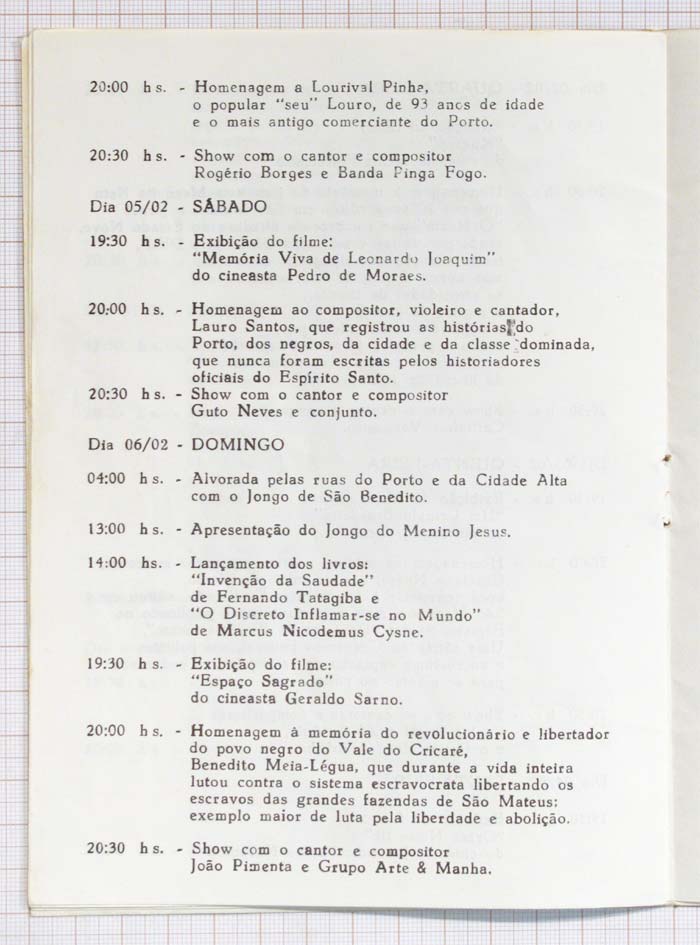 20:00 hs. - Homenagem a Lourival Pinha,
o popular "seu" Louro, de 93 anos de idade
e o mais antigo comerciante do Porto.
20:30 hs. - Show com o cantor e compositor
Rogério Borges e Banda Pinga Fogo.
Dia 05/02 - SÁBADO
19:30 hs. - Exibição do filme:
"Memória Viva de Leonardo Joaquim"
do cineasta Pedro de Moraes.
20:00 hs. - Homenagem ao compositor, violeiro e cantador,
Lauro Santos, que registrou as histórias do
Porto, dos negros, da cidade e da classe dominada,
que nunca foram escritas pelos historiadores
oficiais do Espírito Santo.
20:30 hs. - Show com o cantor e compositor
Guto Neves e conjunto.
Dia 06/02 - DOMINGO
04:00 hs. - Alvorada pelas ruas do Porto e da Cidade Alta
com o Jongo de São Benedito.
13:00 hs. - Apresentação do Jongo do Menino Jesus.
14:00 hs. - Lançamento dos livros:
"Invenção da Saudade"
de Fernando Tatagiba e
"O Discreto Inflamar-se no Mundo"
de Marcus Nicodemus Cysne.
19:30 hs. - Exibição do filme:
"Espaço Sagrado"
do cineasta Geraldo Sarno.
20:00 hs. - Homenagem à memória do revolucionário e libertador
do povo negro do Vale do Cricaré,
Benedito Meia-Légua, que durante a vida inteira
lutou contra o sistema escravocrata libertando os
escravos das grandes fazendas de São Mateus:
exemplo maior de luta pela liberdade e abolição.
20:30 hs. - Show com o cantor e compositor
João Pimenta e Grupo Arte & Manha.